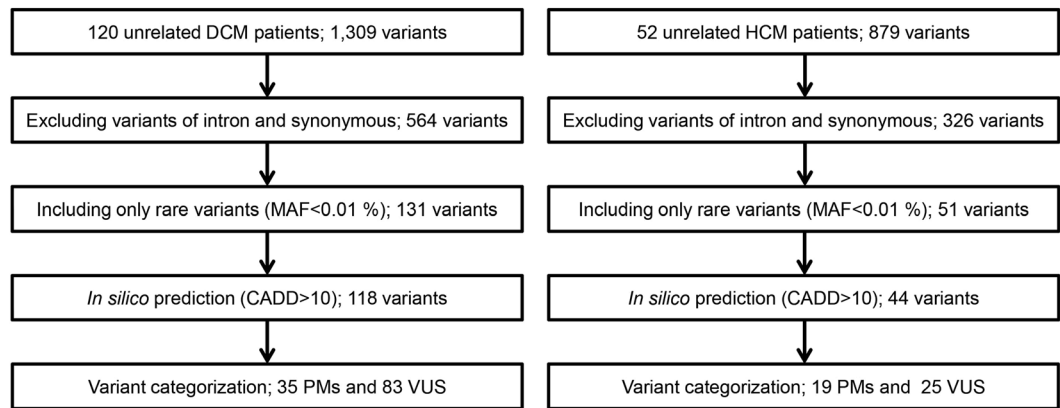 120 unrelated DCM patients; 1,309 variants
Excluding variants of intron and synonymous; 564 variants
Including only rare variants (MAF<0.01 %); 131 variants
In silico prediction (CADD>10); 118 variants
Variant categorization; 35 PMs and 83 VUS
52 unrelated HCM patients; 879 variants
Excluding variants of intron and synonymous; 326 variants
Including only rare variants (MAF<0.01 %); 51 variants
In silico prediction (CADD>10); 44 variants
Variant categorization; 19 PMs and 25 VUS